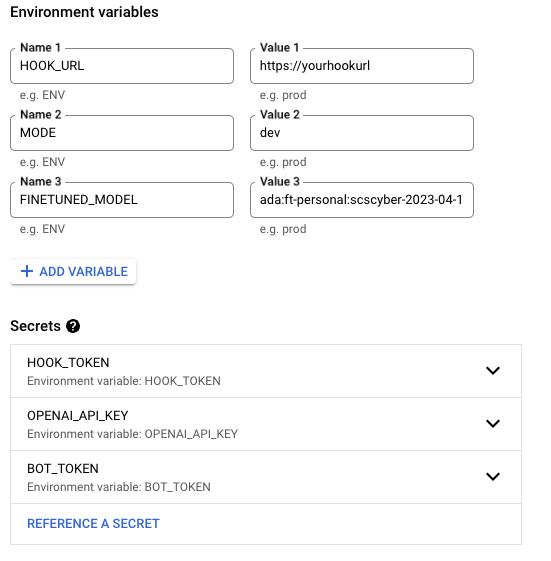 Environment variables
Name 1 Value 1
HOOK_URL https://yourhookurl
e.g. ENV e.g. prod
Name 2 Value 2
MODE dev
e.g. ENV e.g. prod
Name 3 Value 3
FINETUNED_MODEL ada:ft-personal:scscyber-2023-04-1
e.g. ENV e.g. prod
+ ADD VARIABLE
Secrets ?
HOOK_TOKEN
Environment variable: HOOK_TOKEN
OPENAI_API_KEY
Environment variable: OPENAI_API_KEY
BOT_TOKEN
Environment variable: BOT_TOKEN
REFERENCE A SECRET